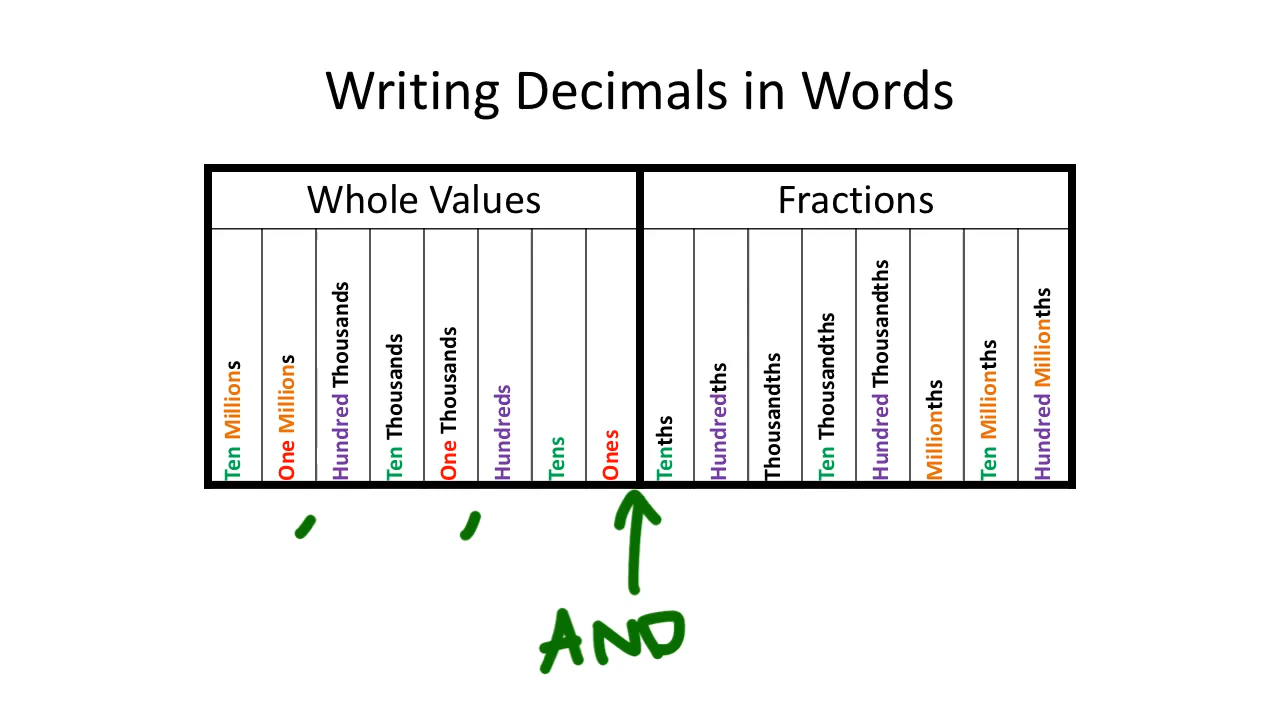 Writing Decimals in Words
Whole Values
Fractions
Ten Millions
One Millions
Hundred Thousands
Ten Thousands
One Thousands
Hundreds
Tens
Ones
Tenths
Hundredths
Thousandths
Ten Thousandths
Hundred Thousandths
Millionths
Ten Millionths
Hundred Millionths
, ,
AND